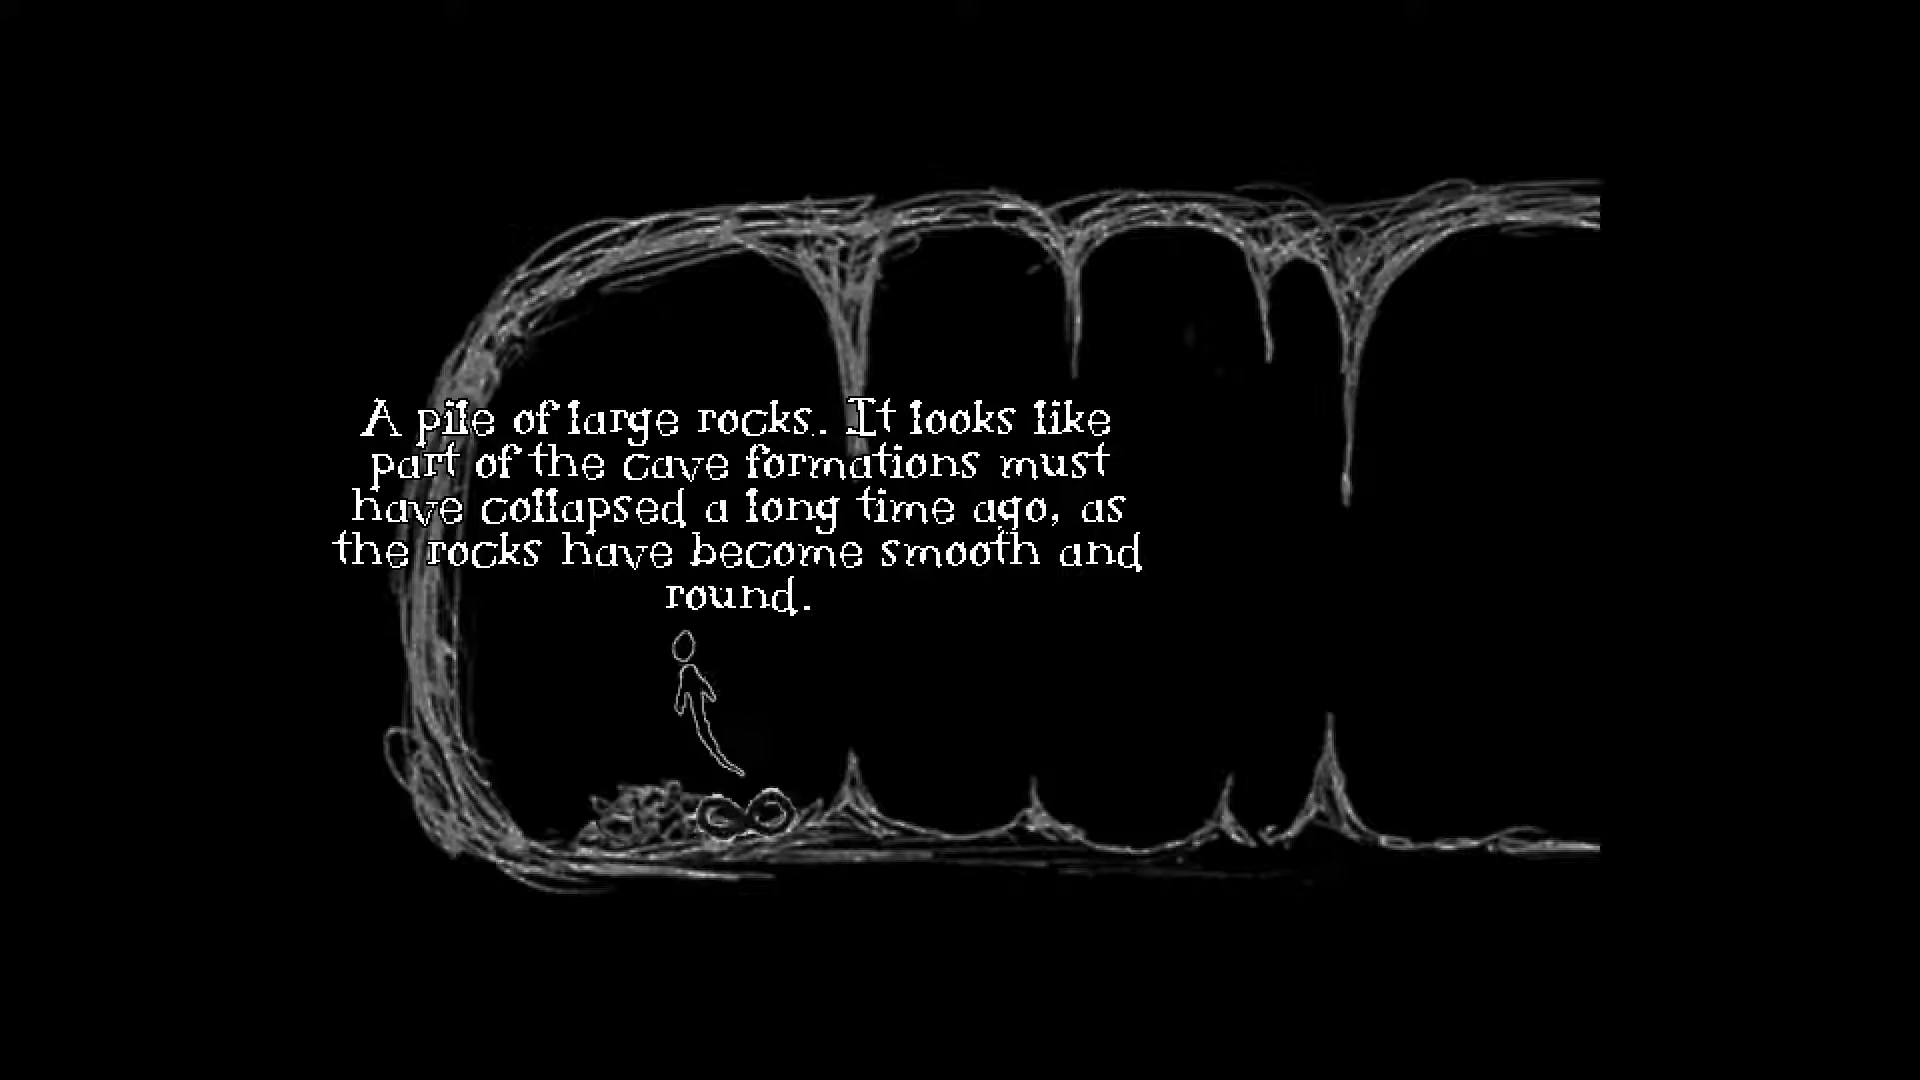 A pile of large rocks. It looks like
part of the cave formations must
have collapsed a long time ago, as
the rocks have become smooth and
round.